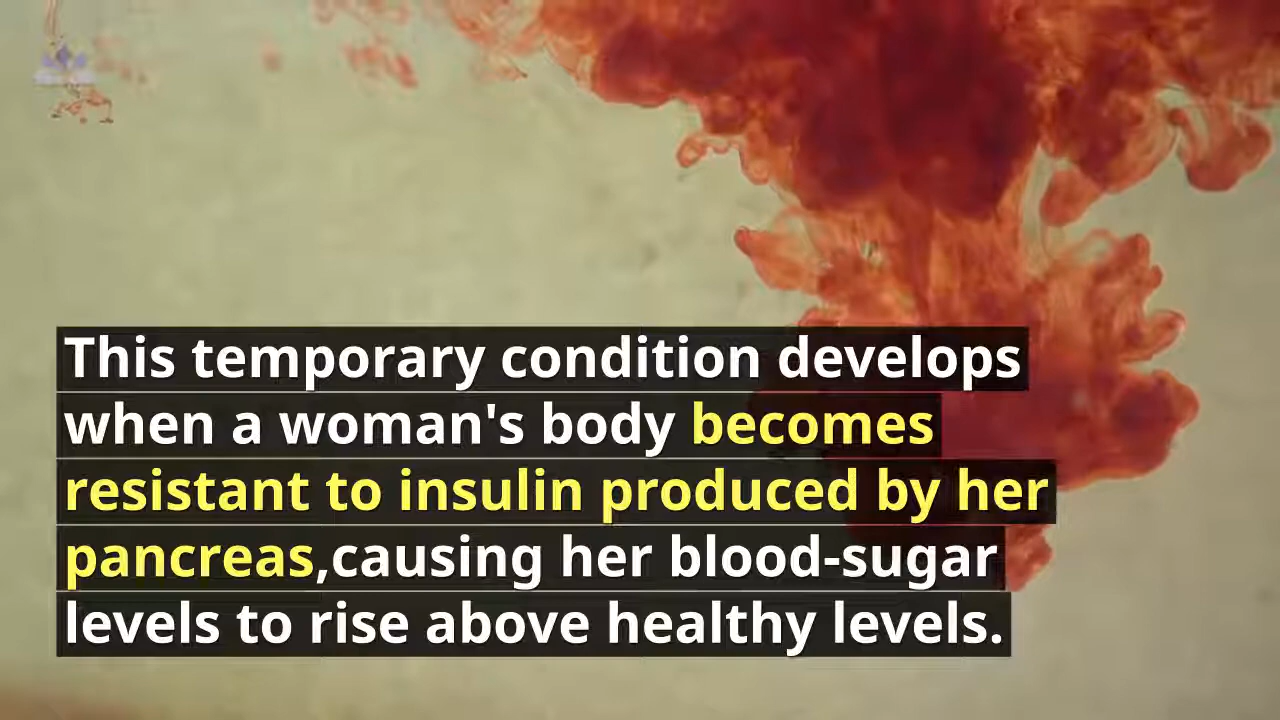 This temporary condition develops
when a woman's body becomes
resistant to insulin produced by her
pancreas,causing her blood-sugar
levels to rise above healthy levels.